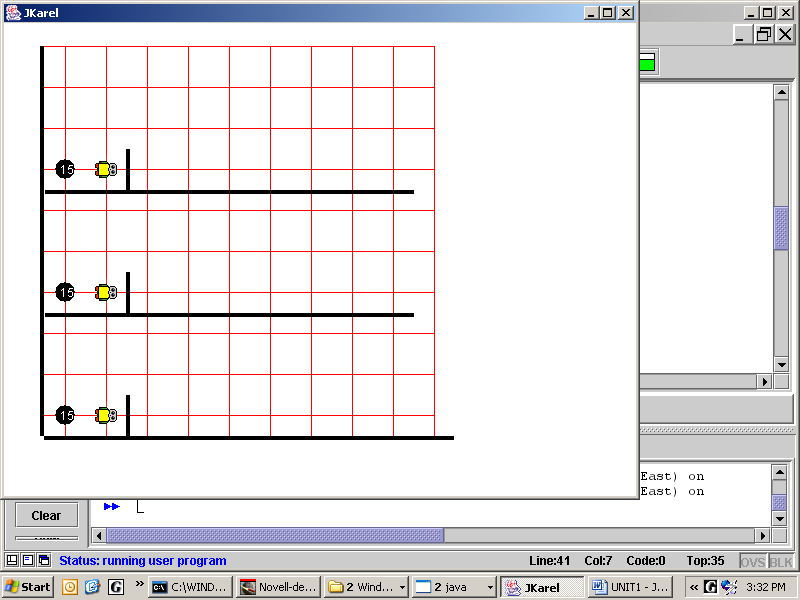 JKarel
15
15
15
East) on
East) on
Clear
Status: running user program
Line:41 Col:7 Code:0 Top:35
OVS BLK
Start
»
C:\WIND...
Novell-de...
2 Wind...
2 java
JKarel
UNIT1 - J...
«
3:32 PM